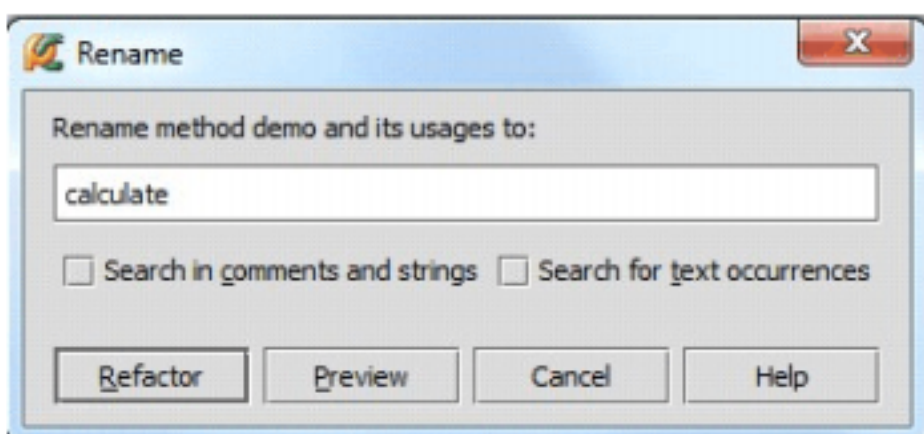 Rename
Rename method demo and its usages to:
calculate
Search in comments and strings Search for text occurrences
Refactor Preview Cancel Help